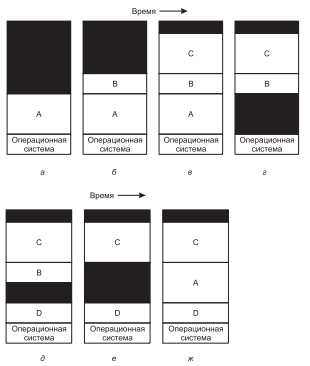 Время
C C
B B B
A A A
Операционная система Операционная система Операционная система Операционная система
а б в г
Время
C C C
B A
D D D
Операционная система Операционная система Операционная система
д е ж